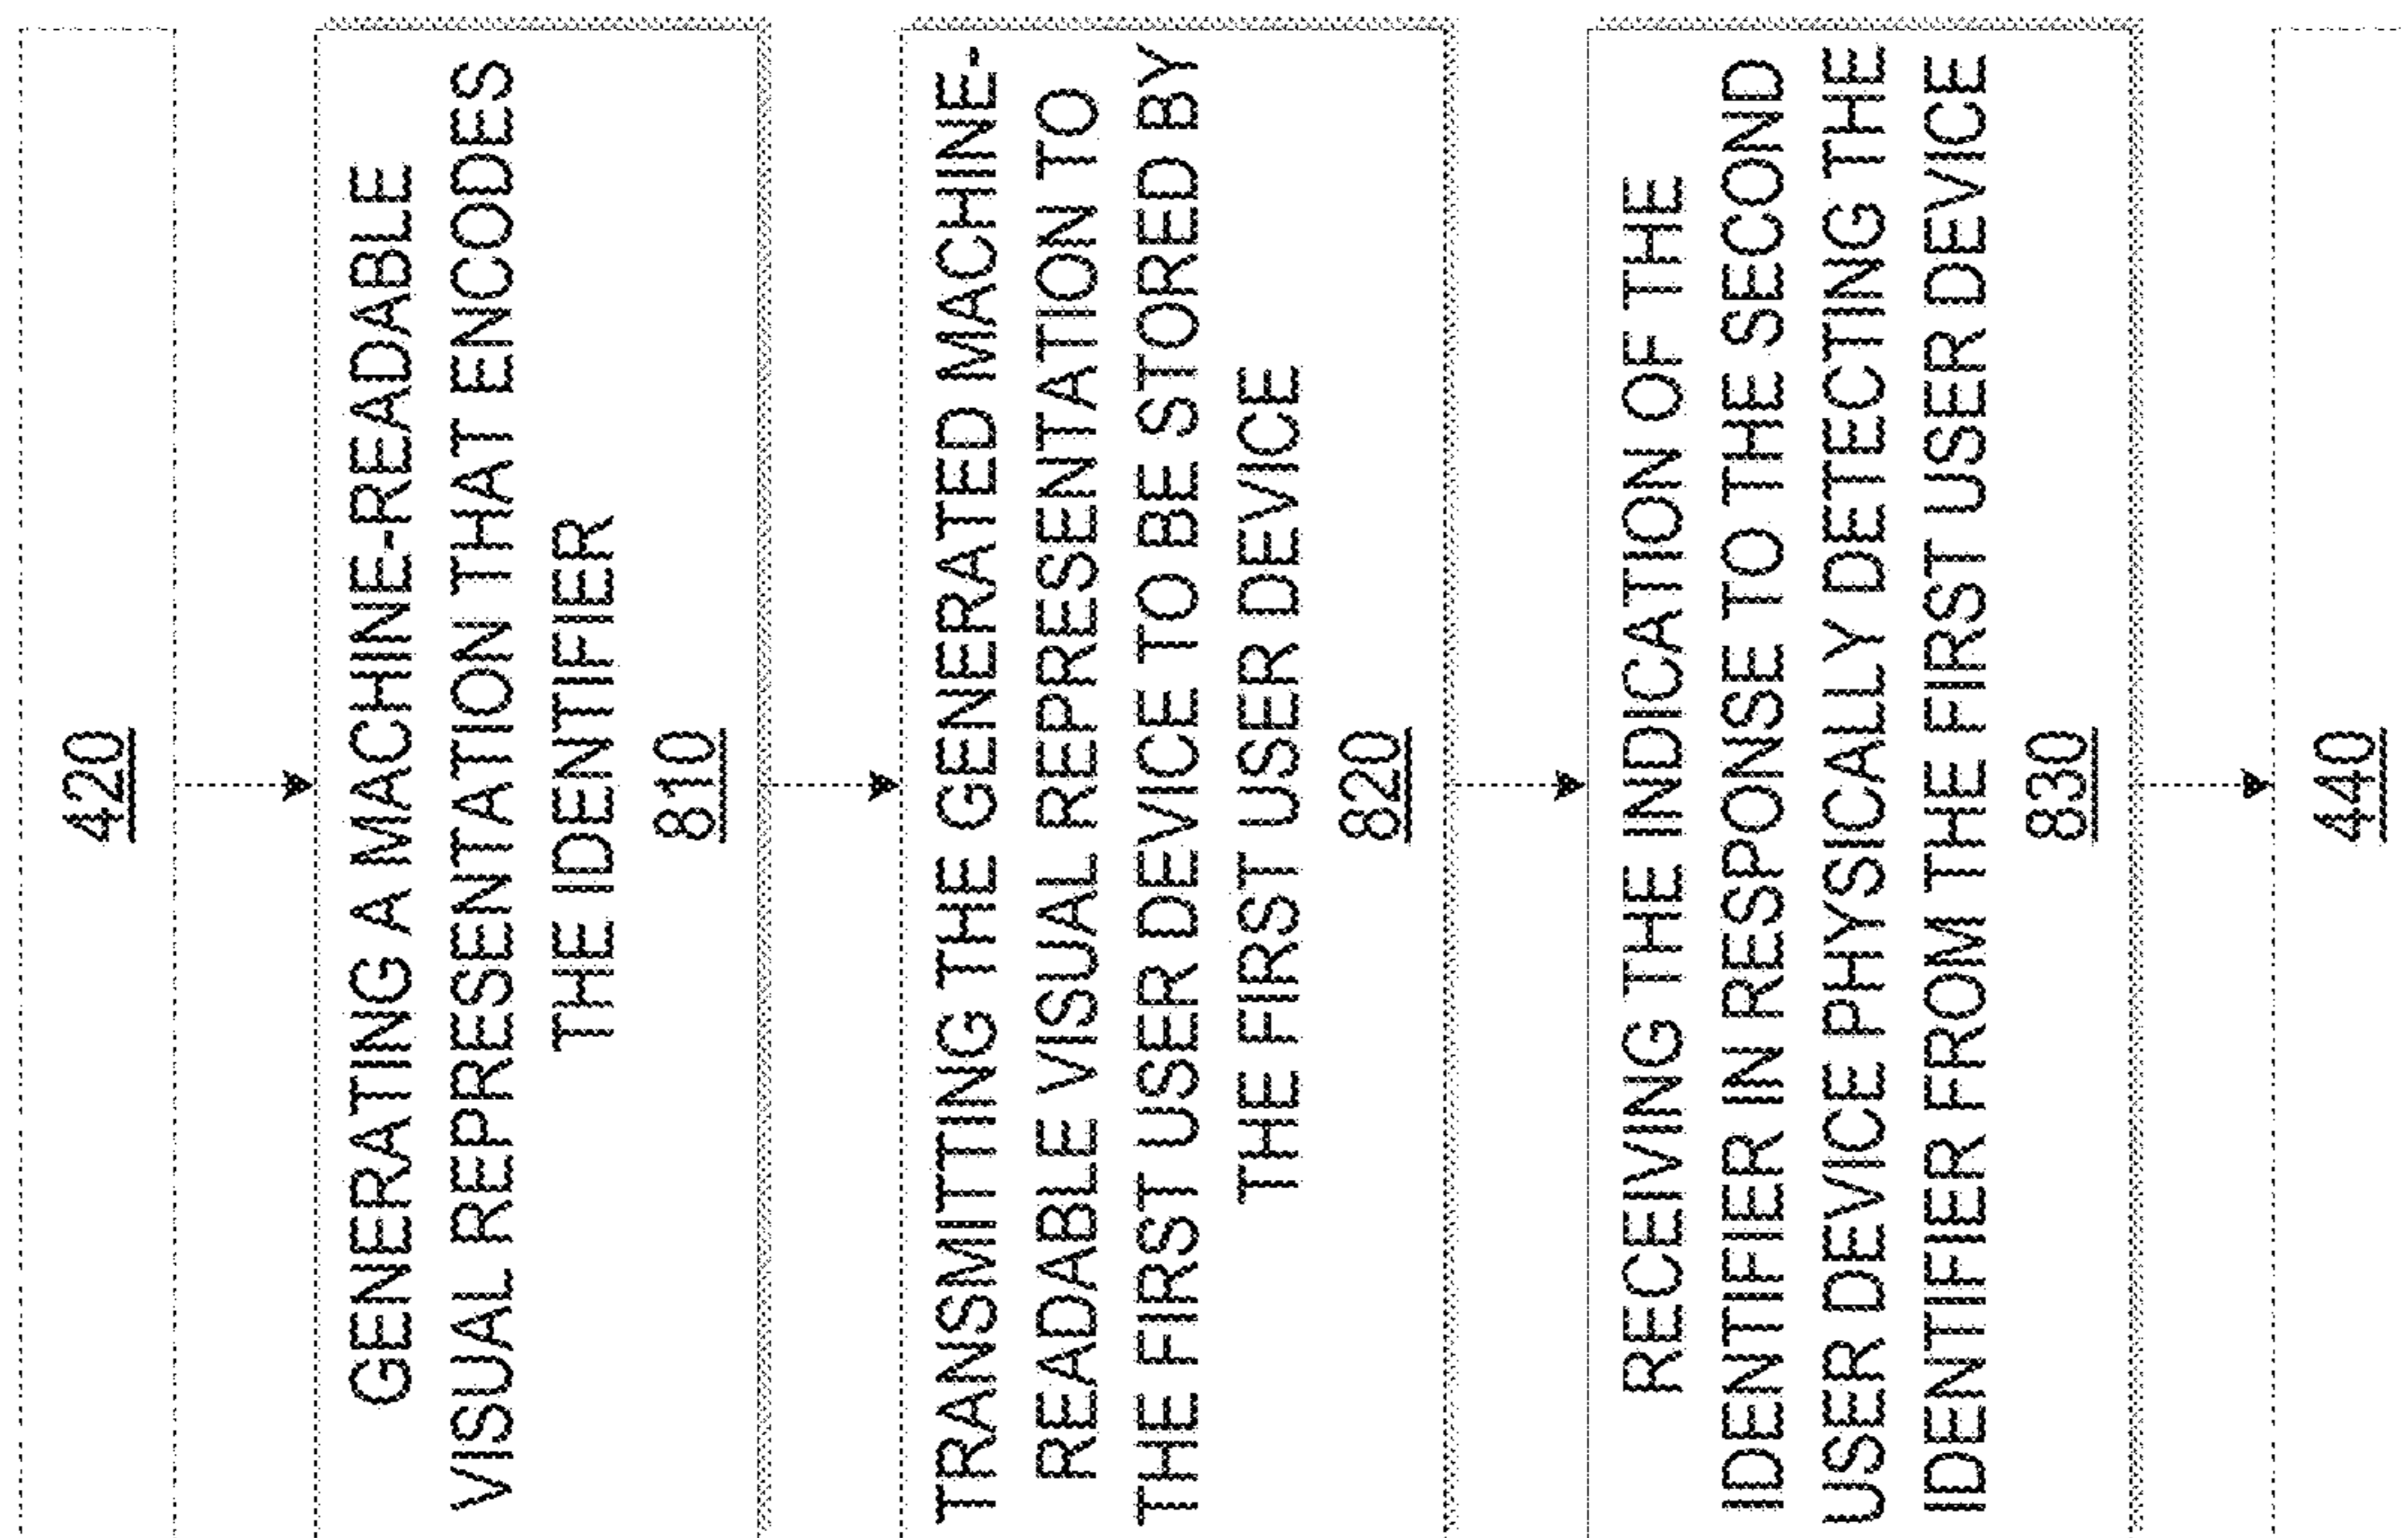 420
GENERATING A MACHINE-READABLE
VISUAL REPRESENTATION THAT ENCODES
THE IDENTIFIER
810
TRANSMITTING THE GENERATED MACHINE-
READABLE VISUAL REPRESENTATION TO
THE FIRST USER DEVICE TO BE STORED BY
THE FIRST USER DEVICE
820
RECEIVING THE INDICATION OF THE
IDENTIFIER IN RESPONSE TO THE SECOND
USER DEVICE PHYSICALLY DETECTING THE
IDENTIFIER FROM THE FIRST USER DEVICE
830
440